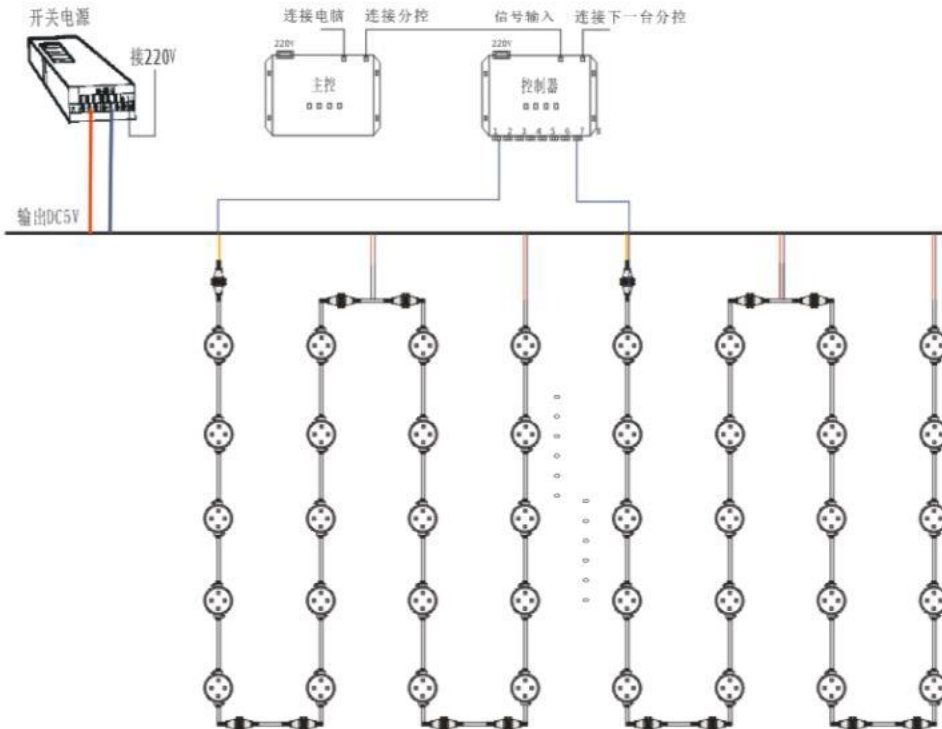 开关电源
接220V
输出DC5V
连接电脑 连接分控
220V
主控
信号输入 连接下一台分控
220V
控制器
1 2 3 4 5 6 7 8